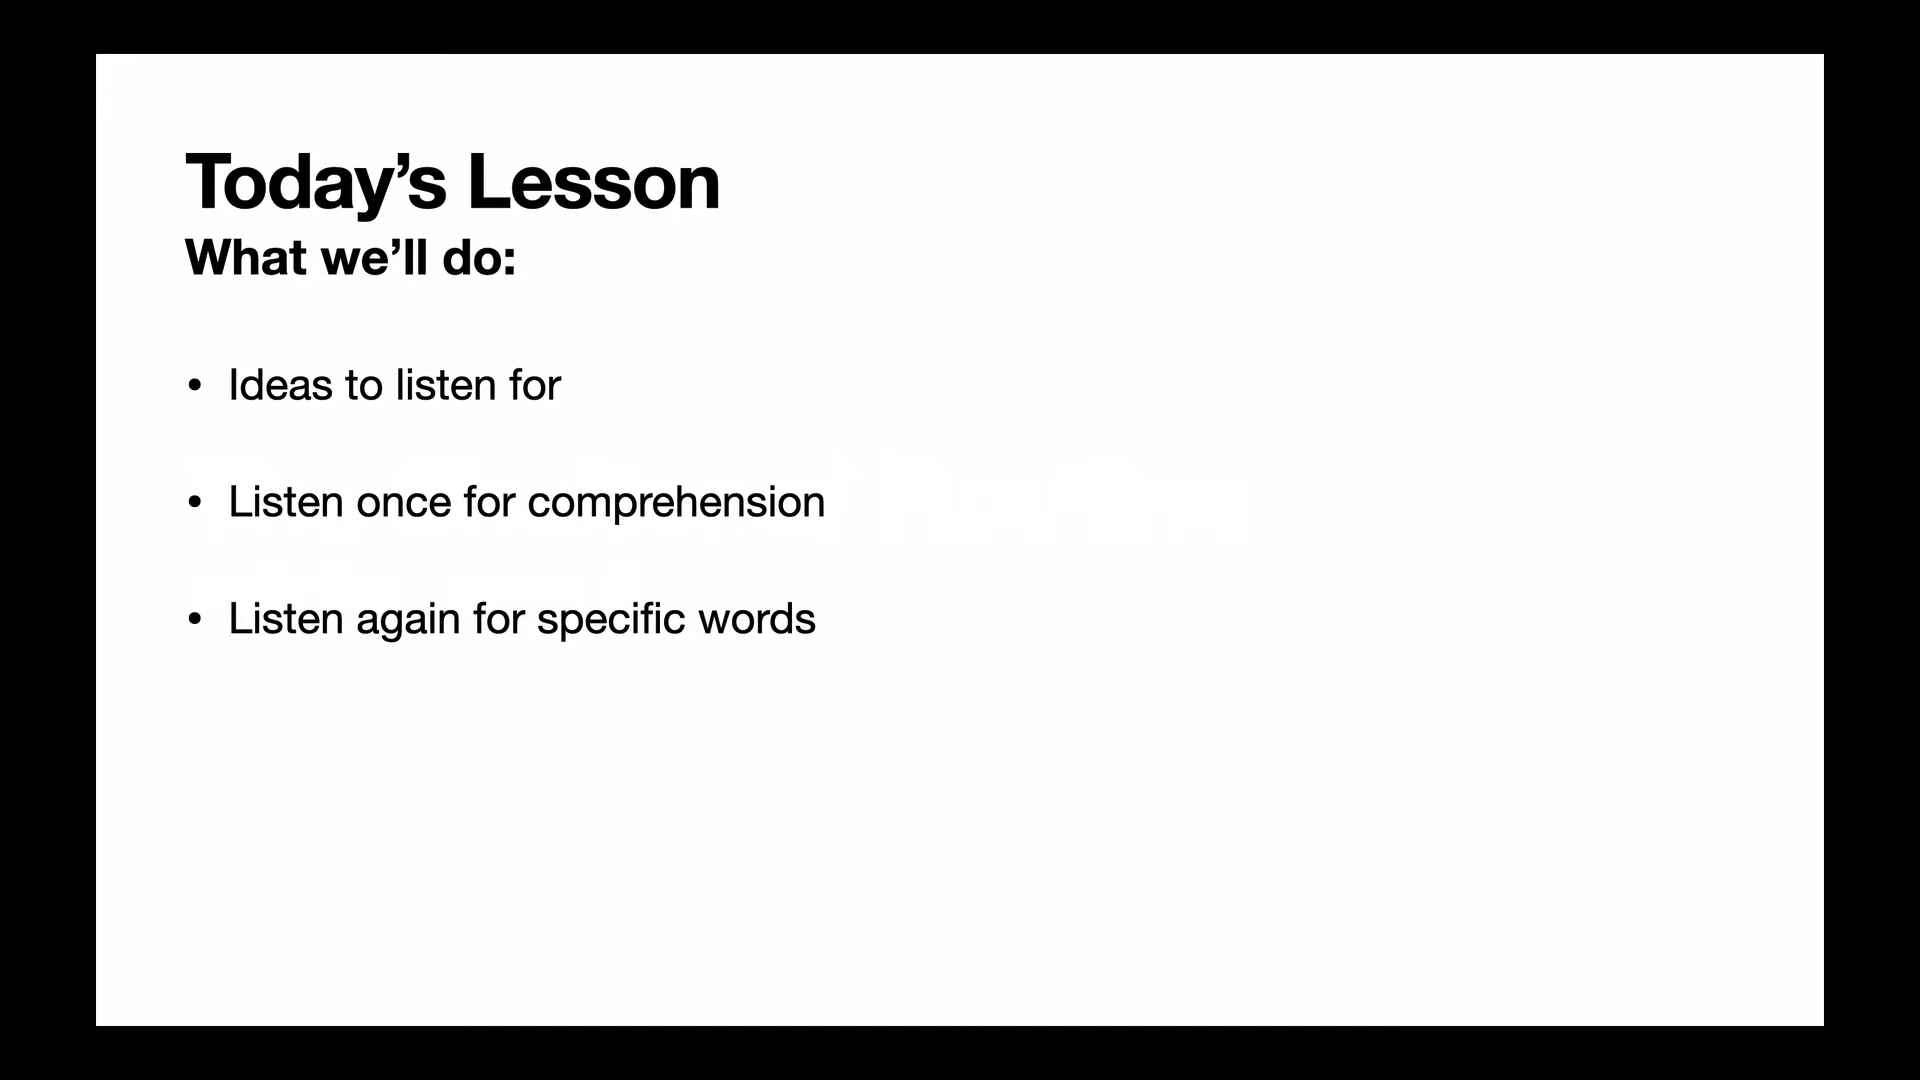 Today’s Lesson
What we’ll do:
• Ideas to listen for
• Listen once for comprehension
• Listen again for specific words